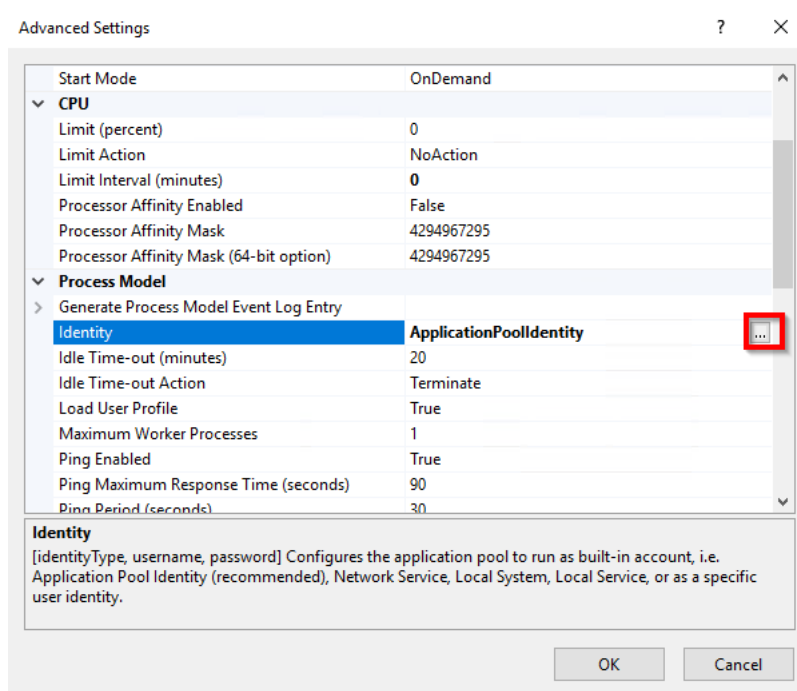 Advanced Settings ?
Start Mode OnDemand
CPU
Limit (percent) 0
Limit Action NoAction
Limit Interval (minutes) 0
Processor Affinity Enabled False
Processor Affinity Mask 4294967295
Processor Affinity Mask (64-bit option) 4294967295
Process Model
Generate Process Model Event Log Entry
Identity ApplicationPoolIdentity ...
Idle Time-out (minutes) 20
Idle Time-out Action Terminate
Load User Profile True
Maximum Worker Processes 1
Ping Enabled True
Ping Maximum Response Time (seconds) 90
Ping Period (seconds) 30
Identity
[identityType, username, password] Configures the application pool to run as built-in account, i.e.
Application Pool Identity (recommended), Network Service, Local System, Local Service, or as a specific
user identity.
OK Cancel